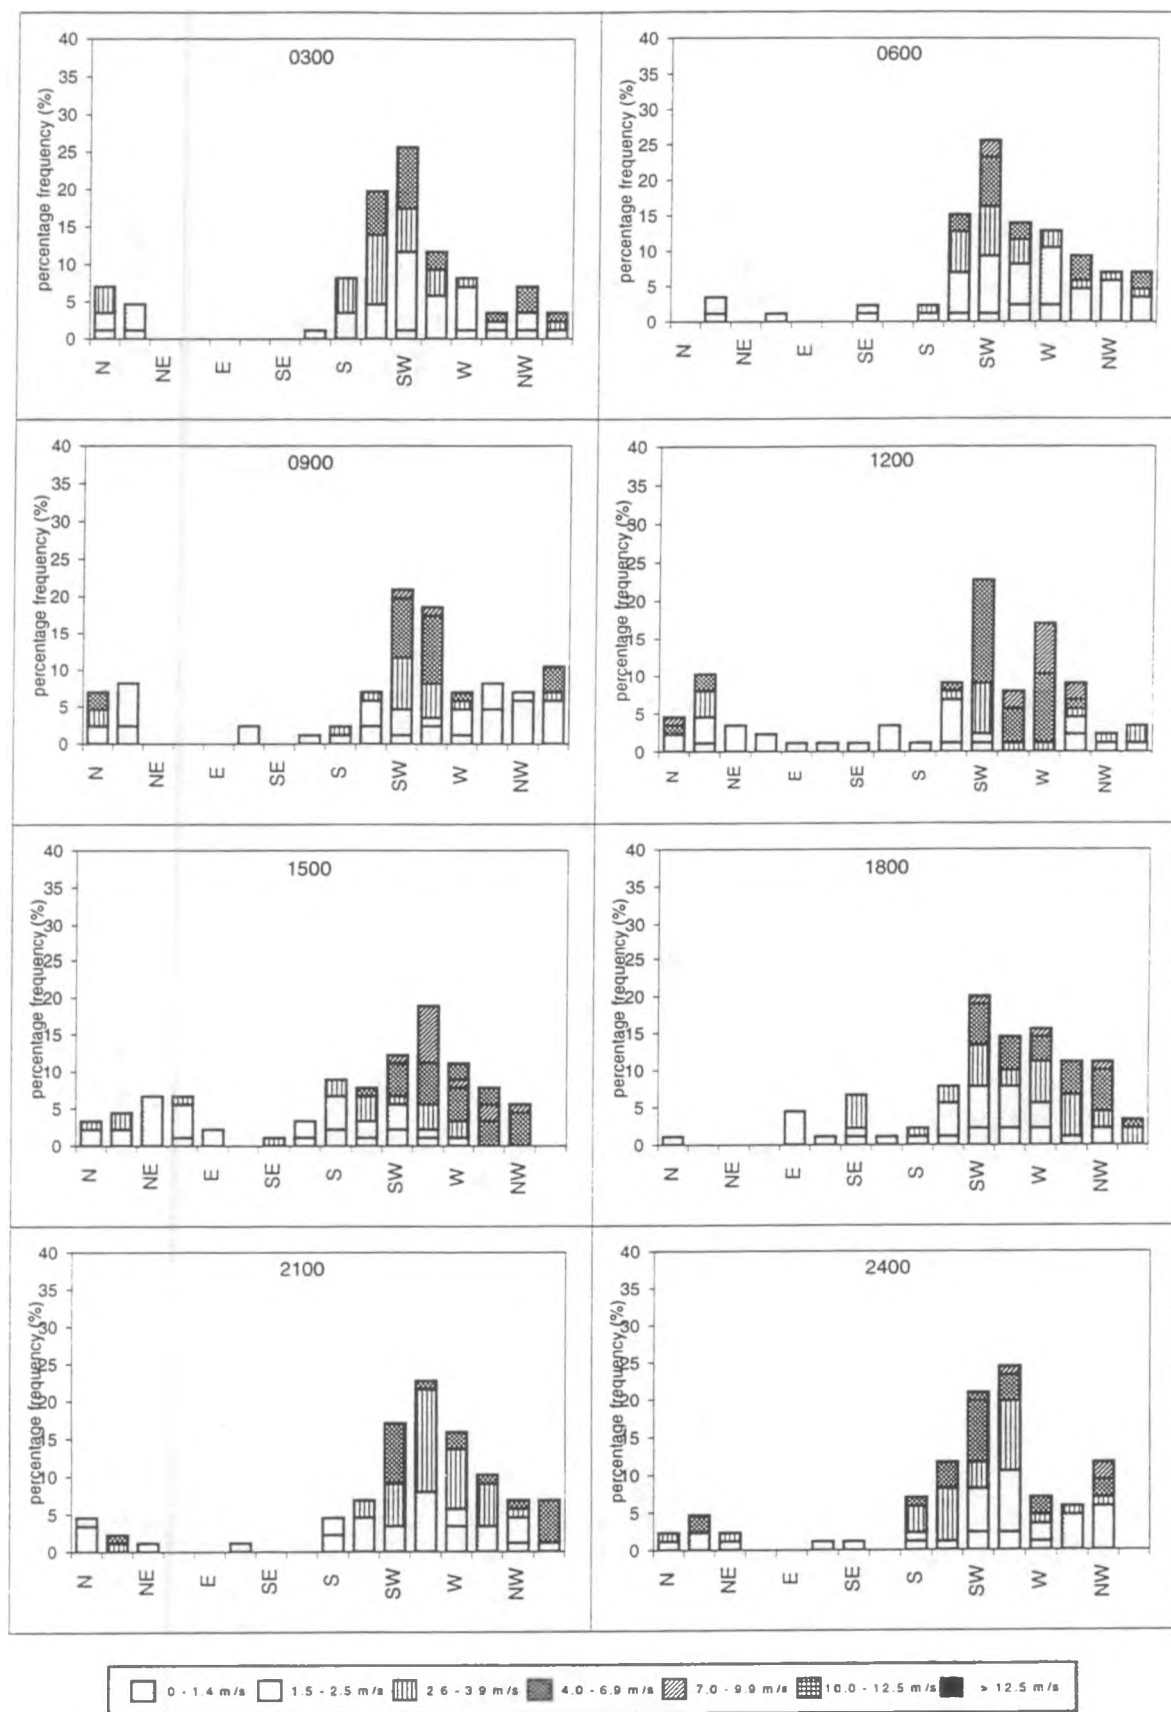 0300
percentage frequency (%)
40
35
30
25
20
15
10
5
0
N
NE
E
SE
S
SW
W
NW
0600
percentage frequency (%)
40
35
30
25
20
15
10
5
0
N
NE
E
SE
S
SW
W
NW
0900
percentage frequency (%)
40
35
30
25
20
15
10
5
0
N
NE
E
SE
S
SW
W
NW
1200
percentage frequency (%)
40
35
30
25
20
15
10
5
0
N
NE
E
SE
S
SW
W
NW
1500
percentage frequency (%)
40
35
30
25
20
15
10
5
0
N
NE
E
SE
S
SW
W
NW
1800
percentage frequency (%)
40
35
30
25
20
15
10
5
0
N
NE
E
SE
S
SW
W
NW
2100
percentage frequency (%)
40
35
30
25
20
15
10
5
0
N
NE
E
SE
S
SW
W
NW
2400
percentage frequency (%)
40
35
30
25
20
15
10
5
0
N
NE
E
SE
S
SW
W
NW
0 - 1.4 m/s 1.5 - 2.5 m/s 2 6 - 3 9 m/s 4.0 - 6.9 m/s 7.0 - 9.9 m/s 10.0 - 12.5 m/s > 12.5 m/s